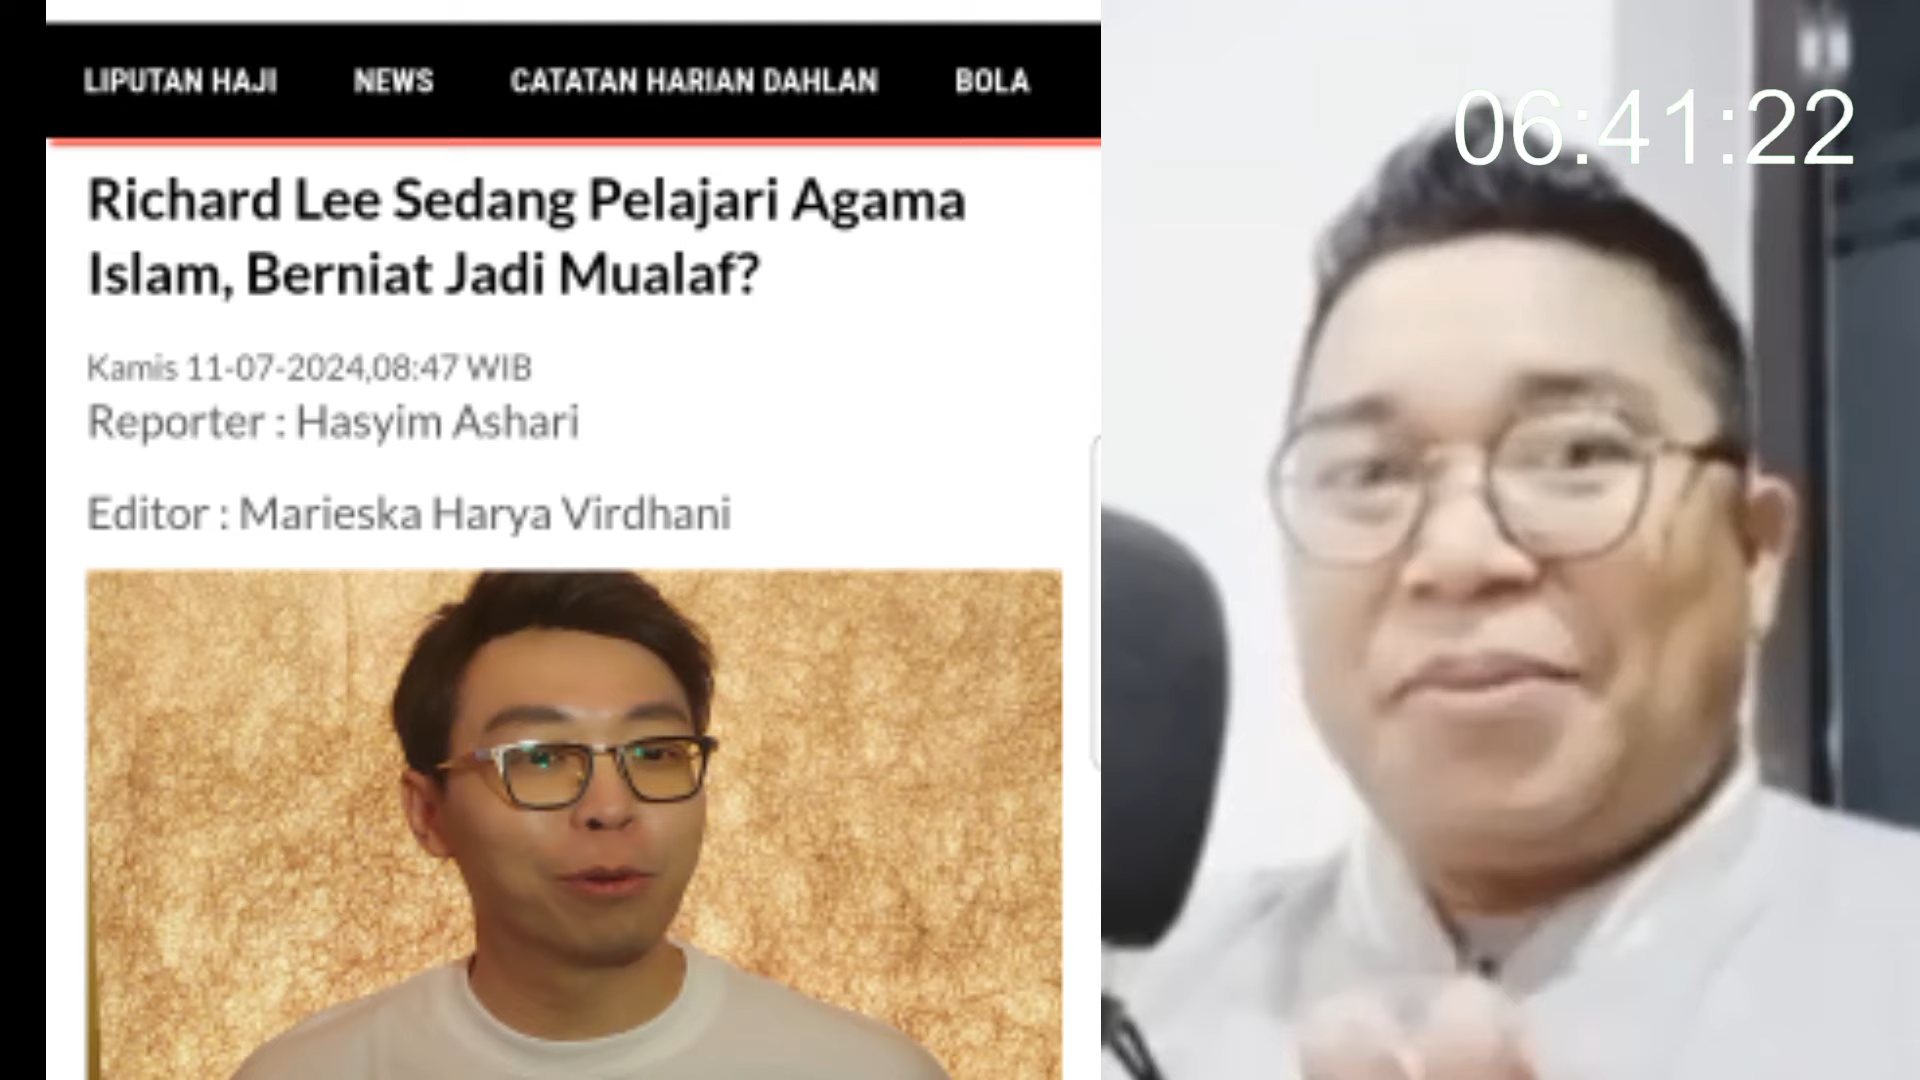 LIPUTAN HAJI NEWS CATATAN HARIAN DAHLAN BOLA
06:41:22
Richard Lee Sedang Pelajari Agama
Islam, Berniat Jadi Mualaf?
Kamis 11-07-2024,08:47 WIB
Reporter : Hasyim Ashari
Editor : Marieska Harya Virdhani